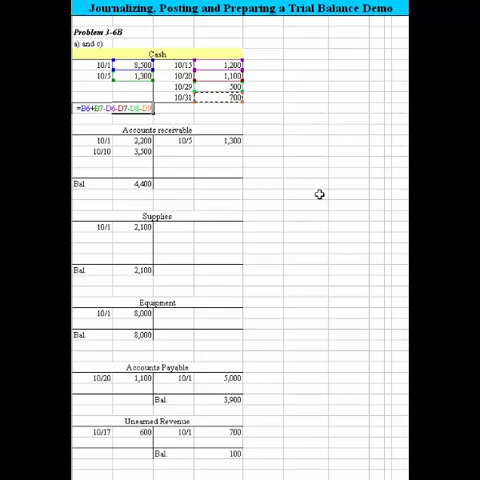 Journalizing, Posting and Preparing a Trial Balance Demo
Problem 3-6B
a) and c)
Cash
10/1 8,500 10/15 1,200
10/5 1,300 10/20 1,100
10/29 500
10/31 700
=B6+B7-D6-D7-D8-D9
Accounts receivable
10/1 2,200 10/5 1,300
10/10 3,500
Bal. 4,400
Supplies
10/1 2,100
Bal. 2,100
Equipment
10/1 8,000
Bal. 8,000
Accounts Payable
10/20 1,100 10/1 5,000
Bal. 3,900
Unearned Revenue
10/17 600 10/1 700
Bal. 100